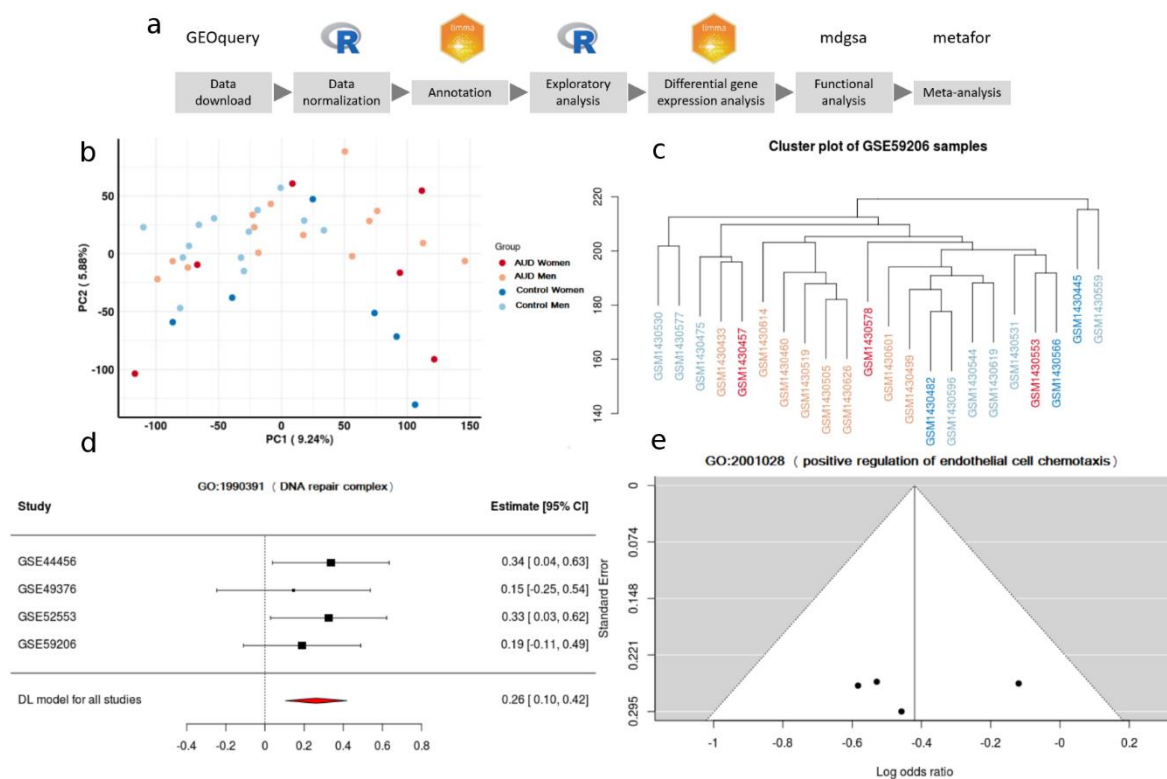 a
GEOquery
R
limma
R
limma
mdgsa
metafor
Data
download
Data
normalization
Annotation
Exploratory
analysis
Differential gene
expression analysis
Functional
analysis
Meta-analysis
b
50
0
-50
-100
PC2 ( 5.88%)
-100
-50
0
50
100
150
PC1 ( 9.24%)
Group
AUD Women
AUD Men
Control Women
Control Men
c
Cluster plot of GSE59206 samples
220
200
180
160
140
GSM1430530
GSM1430577
GSM1430475
GSM1430433
GSM1430457
GSM1430614
GSM1430460
GSM1430519
GSM1430505
GSM1430626
GSM1430578
GSM1430601
GSM1430499
GSM1430482
GSM1430596
GSM1430544
GSM1430619
GSM1430531
GSM1430553
GSM1430566
GSM1430445
GSM1430559
d
GO:1990391 ( DNA repair complex)
Study Estimate [95% CI]
GSE44456 0.34 [ 0.04, 0.63]
GSE49376 0.15 [-0.25, 0.54]
GSE52553 0.33 [ 0.03, 0.62]
GSE59206 0.19 [-0.11, 0.49]
DL model for all studies 0.26 [ 0.10, 0.42]
-0.4 -0.2 0 0.2 0.4 0.6 0.8
e
GO:2001028 ( positive regulation of endothelial cell chemotaxis)
0
0.074
0.148
0.221
0.295
Standard Error
-1 -0.8 -0.6 -0.4 -0.2 -0 0.2
Log odds ratio